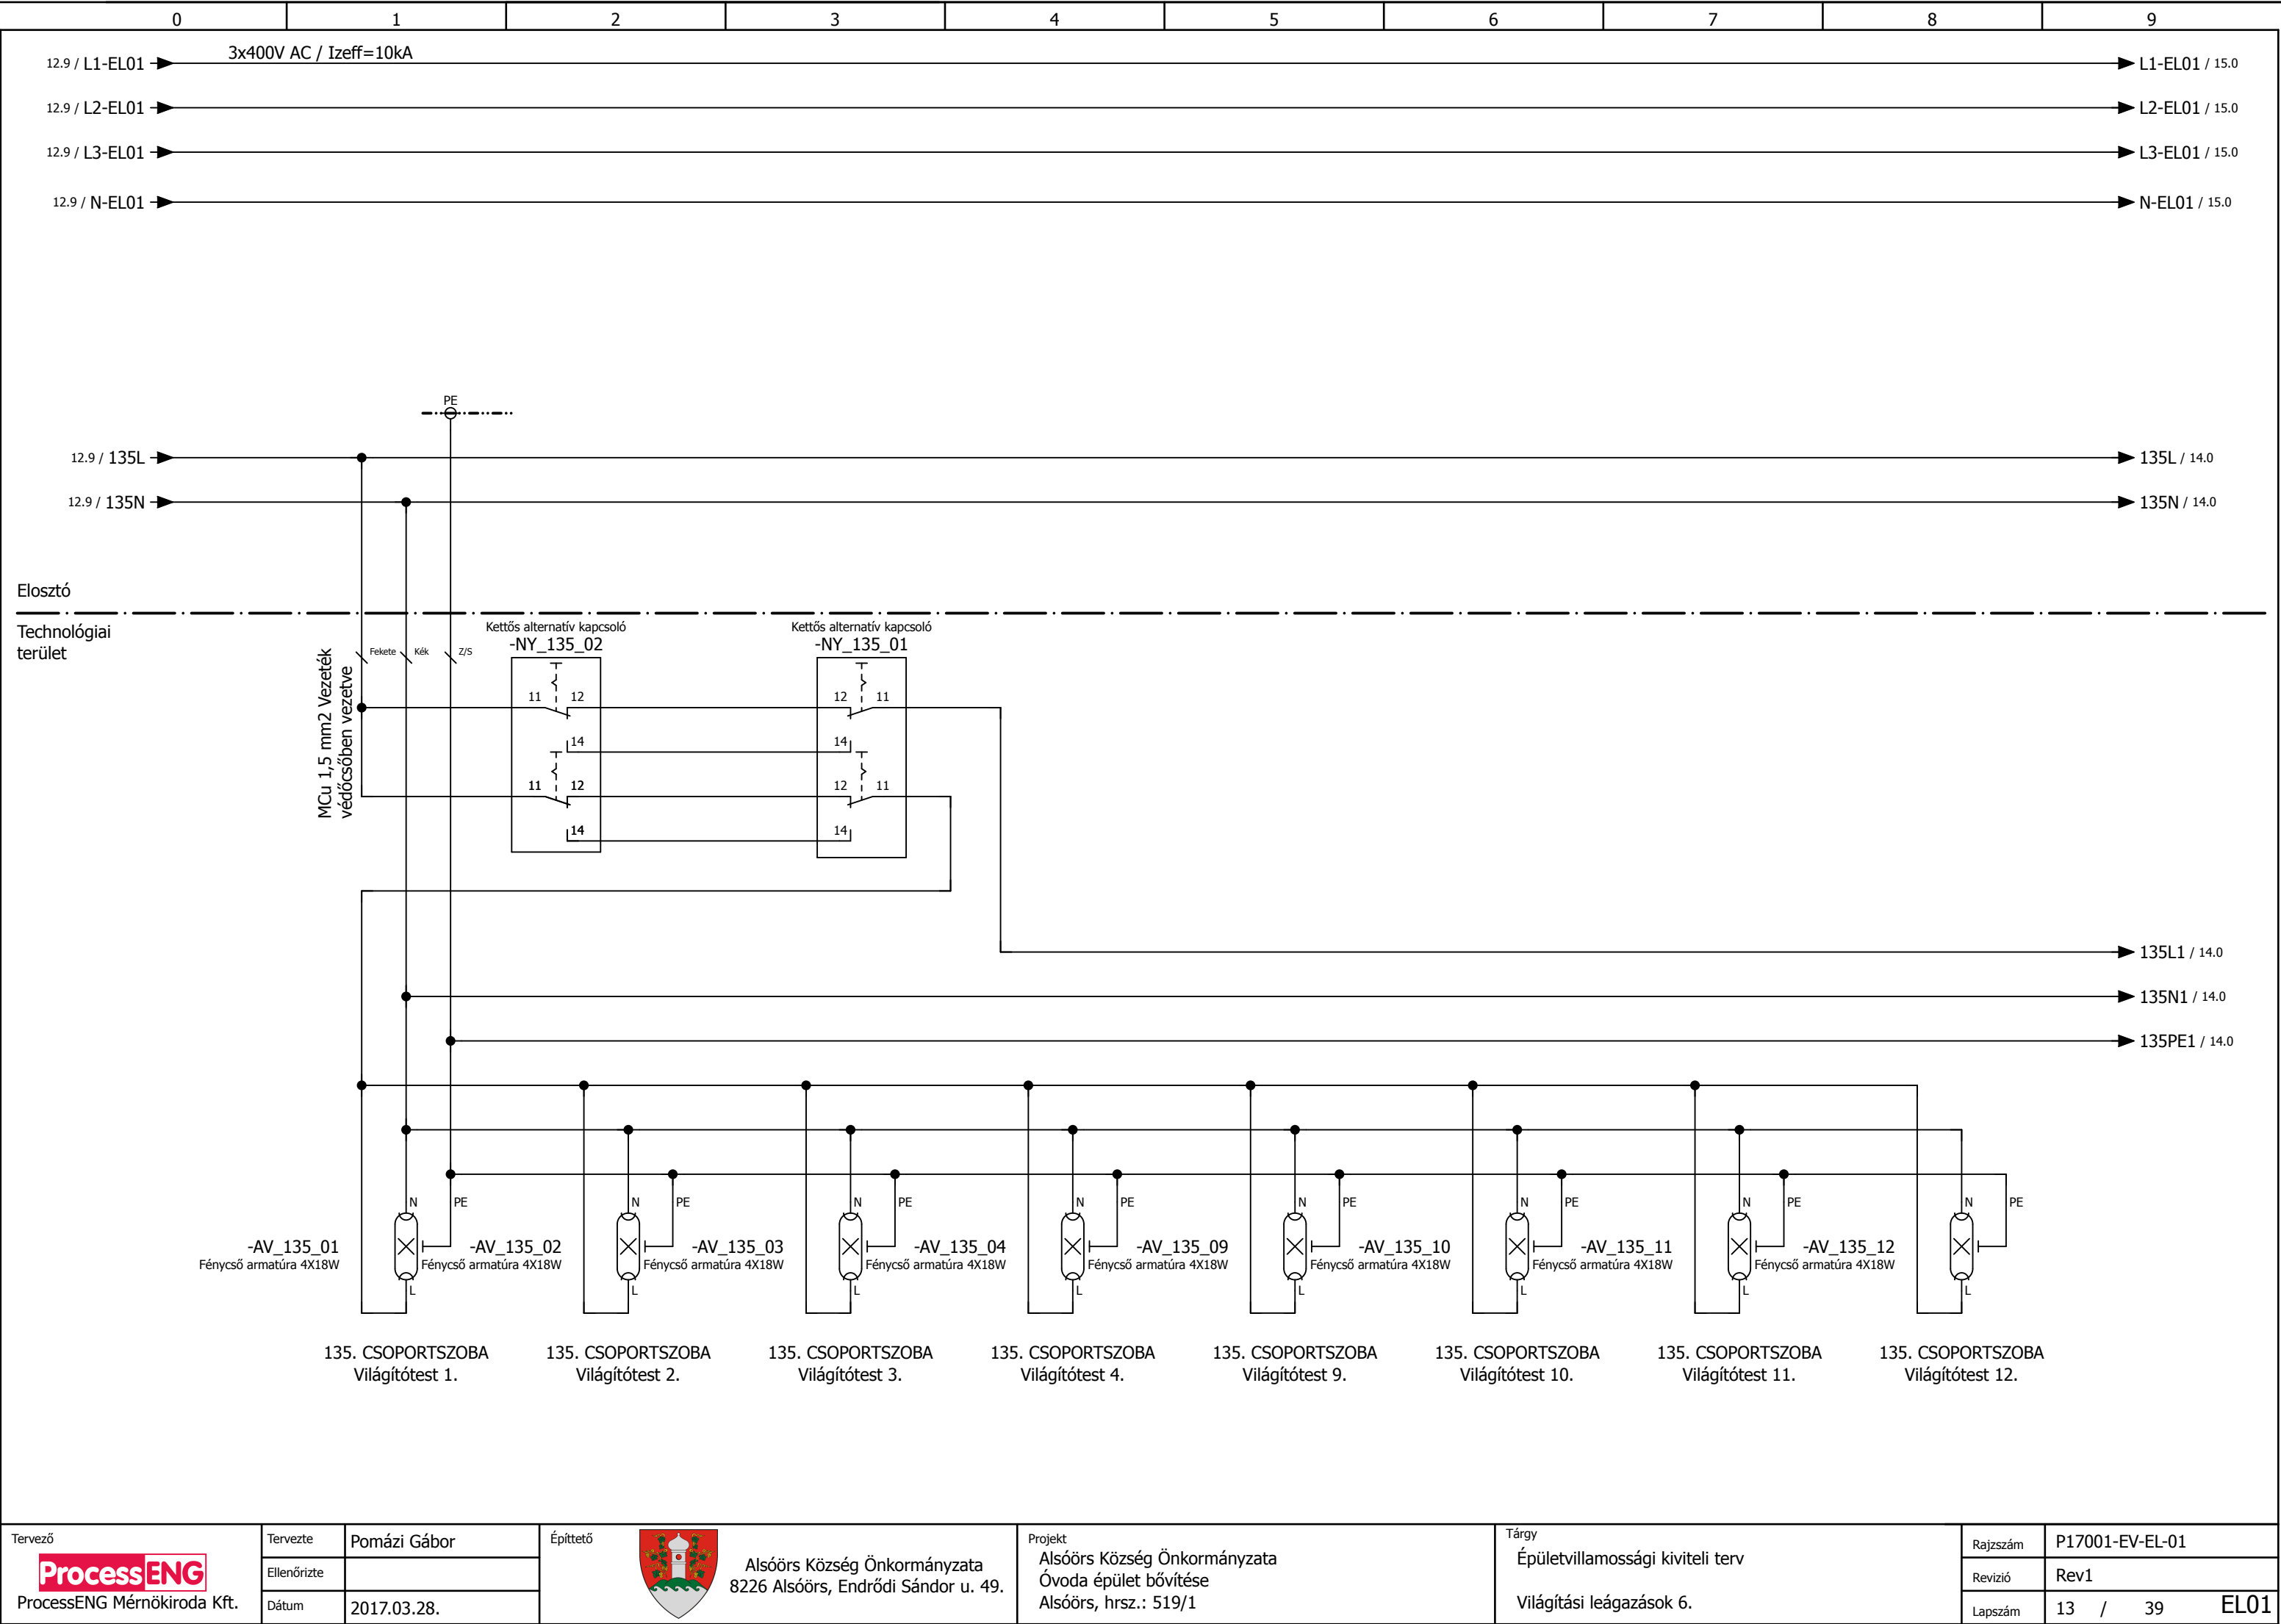 0 1 2 3 4 5 6 7 8 9
3x400V AC / Izeff=10kA
12.9 / L1-EL01 L1-EL01 / 15.0
12.9 / L2-EL01 L2-EL01 / 15.0
12.9 / L3-EL01 L3-EL01 / 15.0
12.9 / N-EL01 N-EL01 / 15.0
PE
12.9 / 135L 135L / 14.0
12.9 / 135N 135N / 14.0
Elosztó
Technológiai
terület
MCu 1,5 mm2 Vezeték
védőcsőben vezetve
Fekete Kék Z/S
Kettős alternatív kapcsoló
-NY_135_02
11 12
14
11 12
14
Kettős alternatív kapcsoló
-NY_135_01
12 11
14
12 11
14
135L1 / 14.0
135N1 / 14.0
135PE1 / 14.0
N PE N PE N PE N PE N PE N PE N PE N PE
-AV_135_01 -AV_135_02 -AV_135_03 -AV_135_04 -AV_135_09 -AV_135_10 -AV_135_11 -AV_135_12
Fénycső armatúra 4X18W Fénycső armatúra 4X18W Fénycső armatúra 4X18W Fénycső armatúra 4X18W Fénycső armatúra 4X18W Fénycső armatúra 4X18W Fénycső armatúra 4X18W Fénycső armatúra 4X18W
L L L L L L L L
135. CSOPORTSZOBA 135. CSOPORTSZOBA 135. CSOPORTSZOBA 135. CSOPORTSZOBA 135. CSOPORTSZOBA 135. CSOPORTSZOBA 135. CSOPORTSZOBA 135. CSOPORTSZOBA
Világítótest 1. Világítótest 2. Világítótest 3. Világítótest 4. Világítótest 9. Világítótest 10. Világítótest 11. Világítótest 12.
Tervező
ProcessENG
ProcessENG Mérnökiroda Kft.
Tervezte Pomázi Gábor
Ellenőrizte
Dátum 2017.03.28.
Építtető
Alsóörs Község Önkormányzata
8226 Alsóörs, Endrődi Sándor u. 49.
Projekt
Alsóörs Község Önkormányzata
Óvoda épület bővítése
Alsóörs, hrsz.: 519/1
Tárgy
Épületvillamossági kiviteli terv
Világítási leágazások 6.
Rajzszám P17001-EV-EL-01
Revizió Rev1
Lapszám 13 / 39 EL01